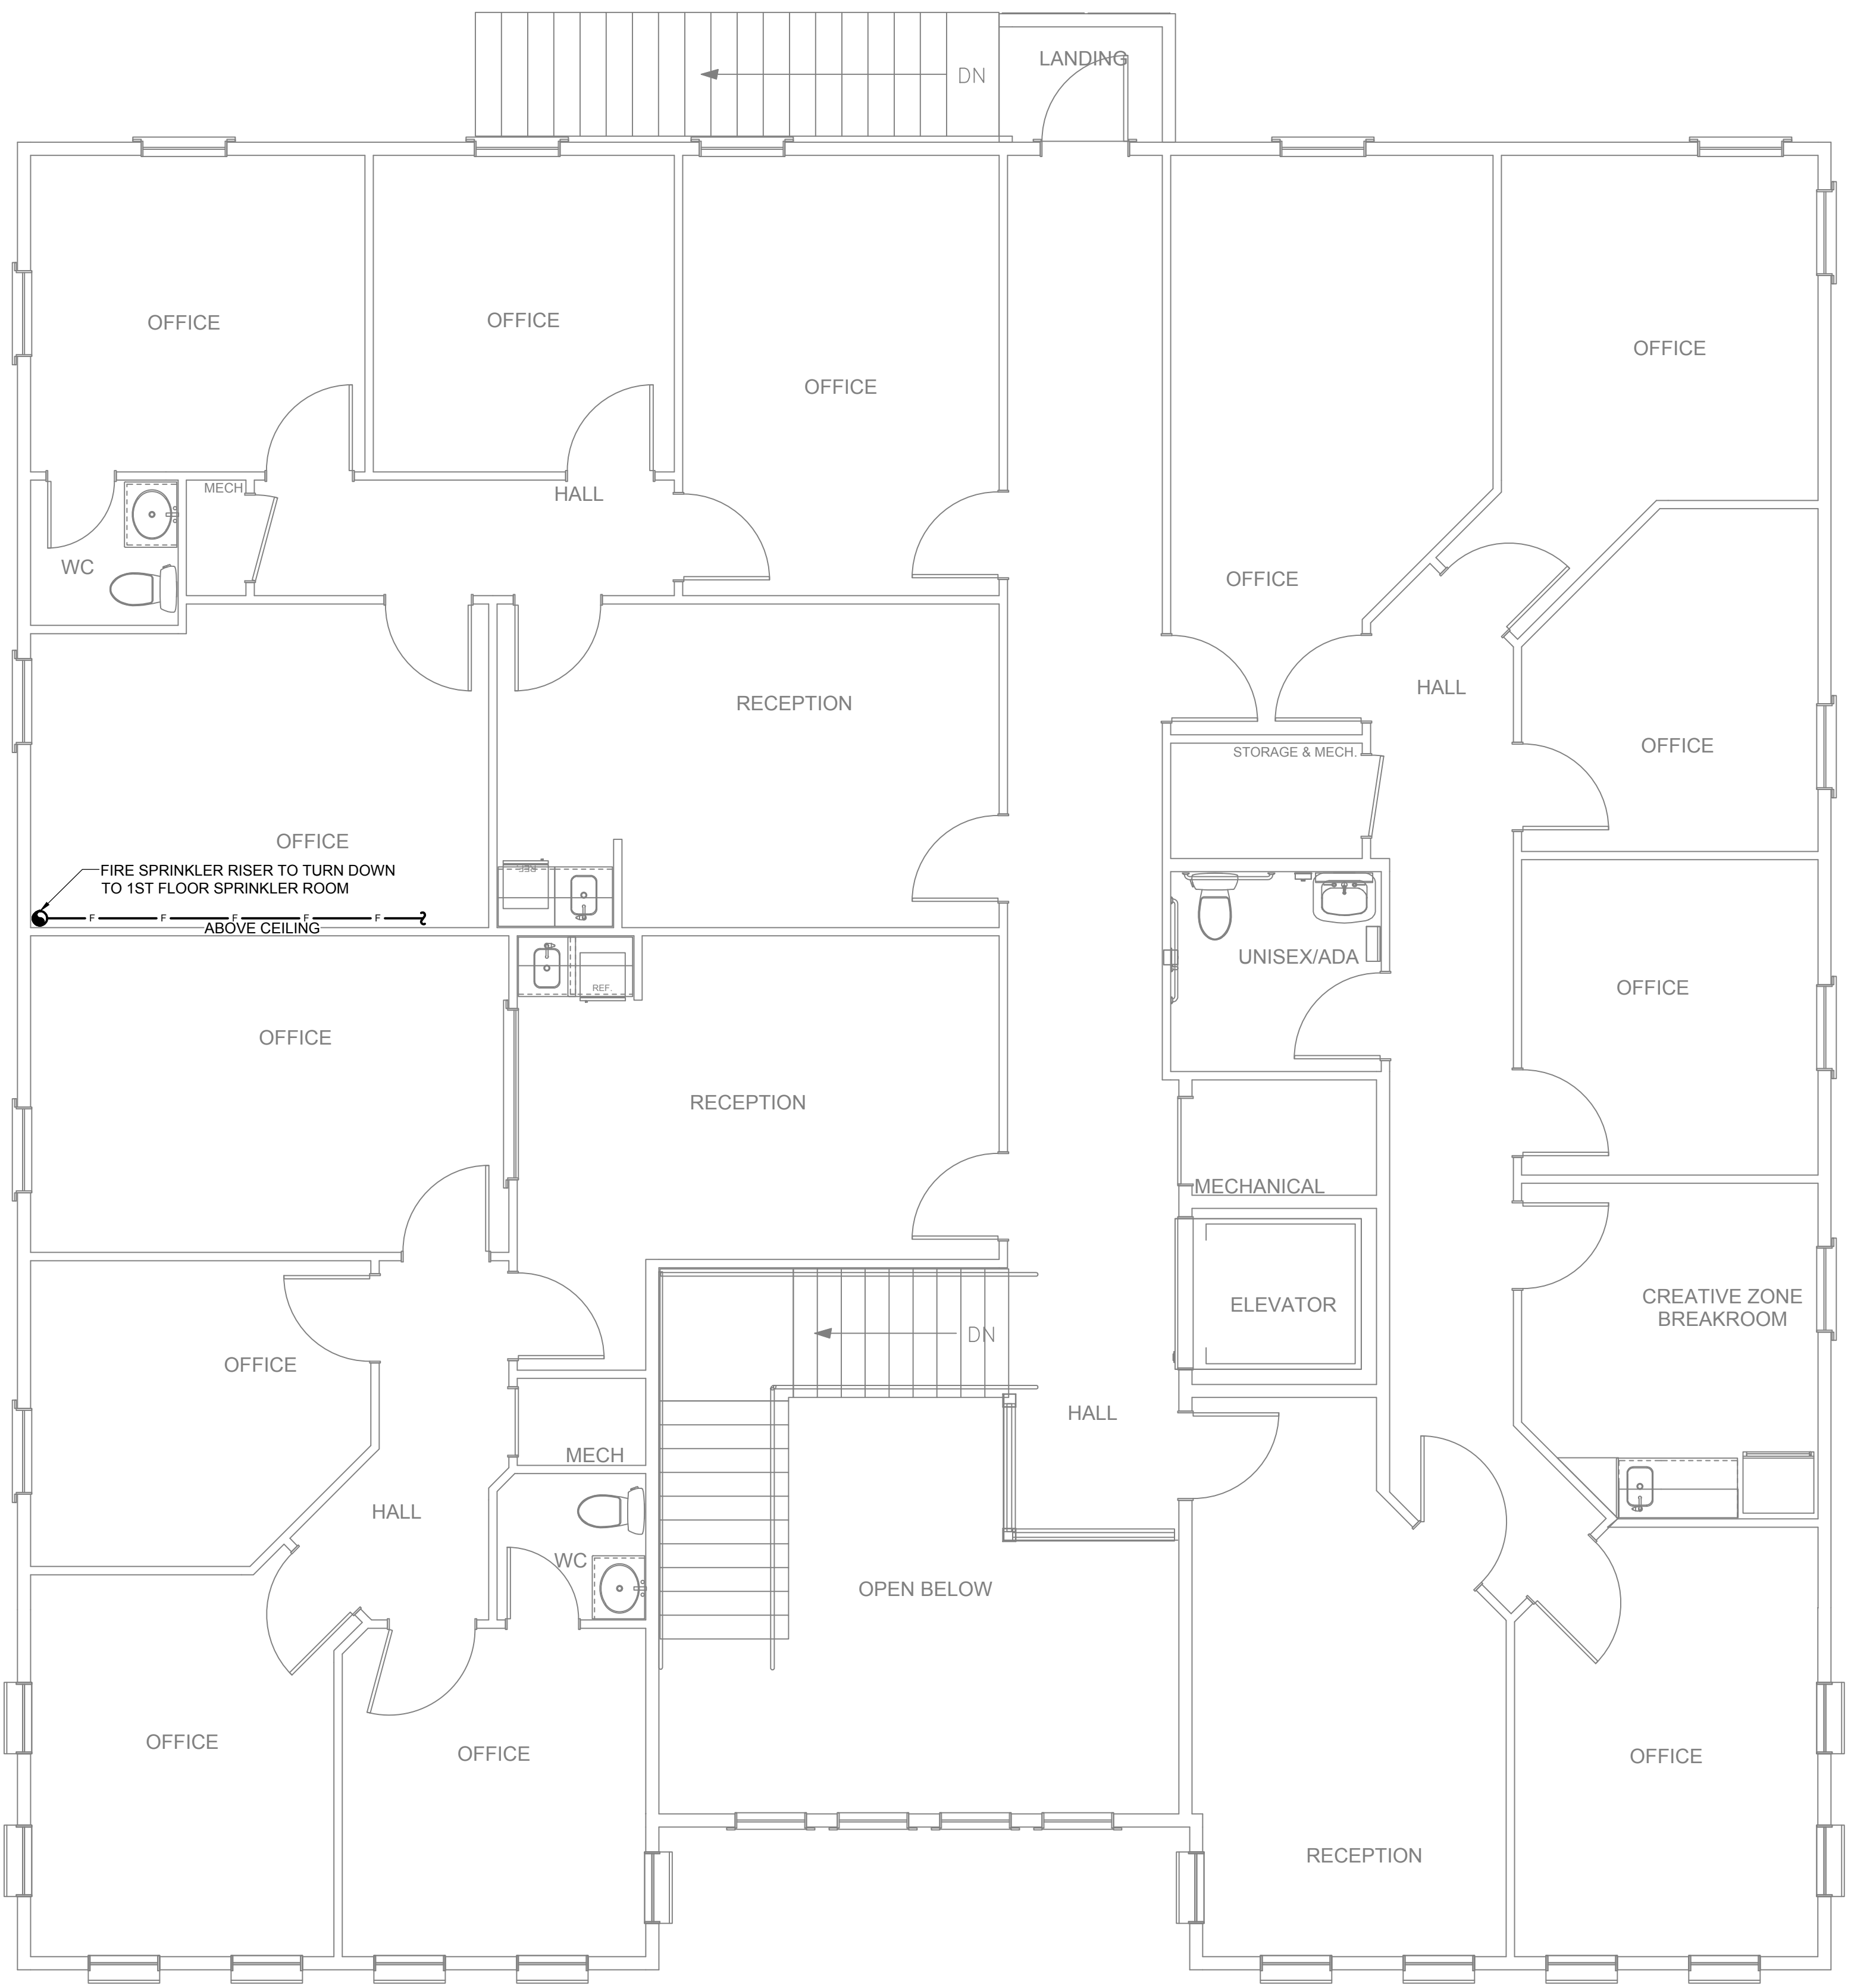 LANDING
DN
OFFICE
OFFICE
OFFICE
OFFICE
MECH
HALL
WC
OFFICE
HALL
RECEPTION
OFFICE
STORAGE & MECH.
OFFICE
FIRE SPRINKLER RISER TO TURN DOWN
TO 1ST FLOOR SPRINKLER ROOM
REF.
F F F F F
ABOVE CEILING
UNISEX/ADA
OFFICE
REF.
OFFICE
RECEPTION
MECHANICAL
CREATIVE ZONE
BREAKROOM
ELEVATOR
DN
OFFICE
HALL
MECH
HALL
WC
OPEN BELOW
OFFICE
OFFICE
OFFICE
RECEPTION